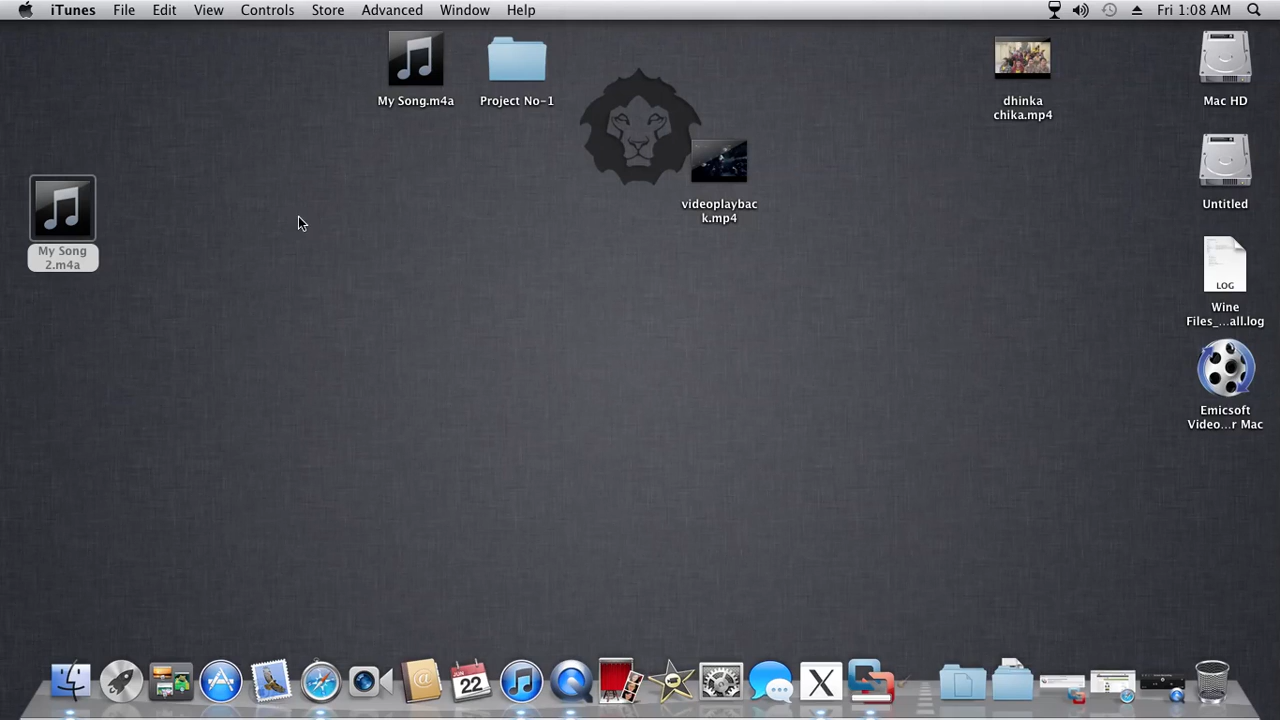 iTunes File Edit View Controls Store Advanced Window Help Fri 1:08 AM
My Song.m4a
Project No-1
dhinka
chika.mp4
Mac HD
videoplaybac
k.mp4
Untitled
My Song
2.m4a
LOG
Wine
Files_...all.log
Emicsoft
Video...r Mac
JUN
22